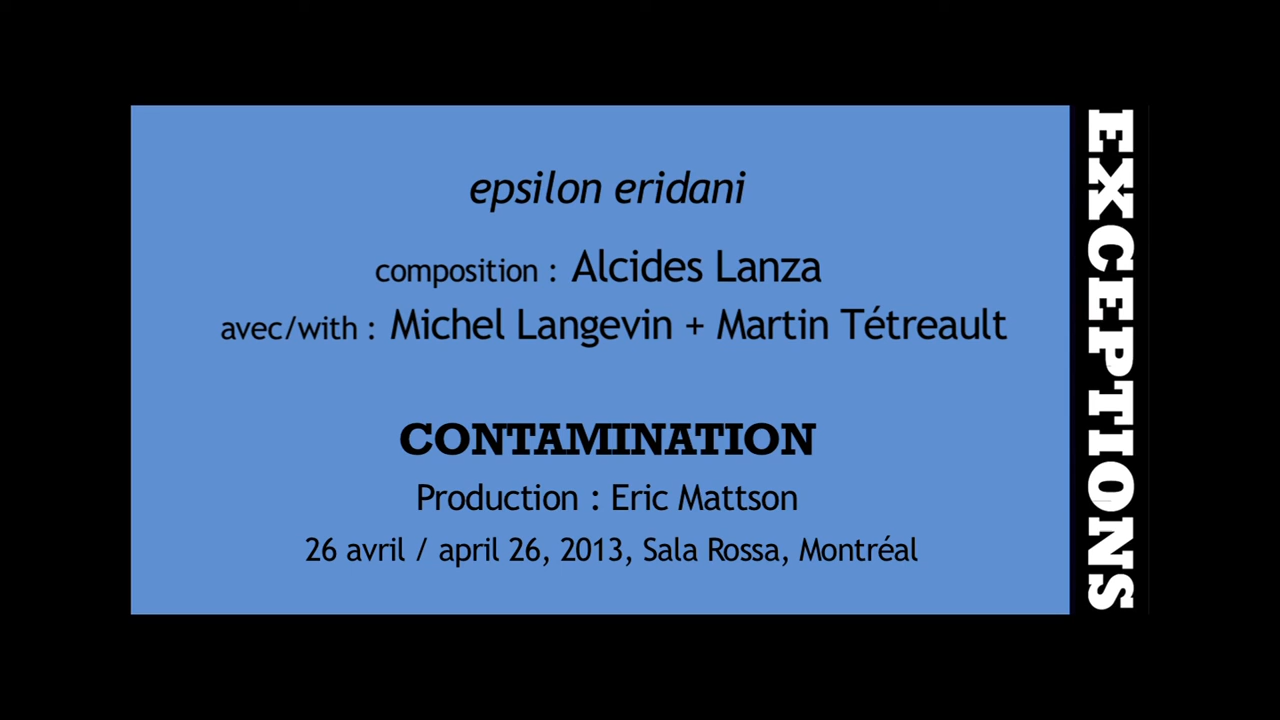 epsilon eridani
composition : Alcides Lanza
avec/with : Michel Langevin + Martin Tétreault
CONTAMINATION
Production : Eric Mattson
26 avril / april 26, 2013, Sala Rossa, Montréal
EXCEPTIONS